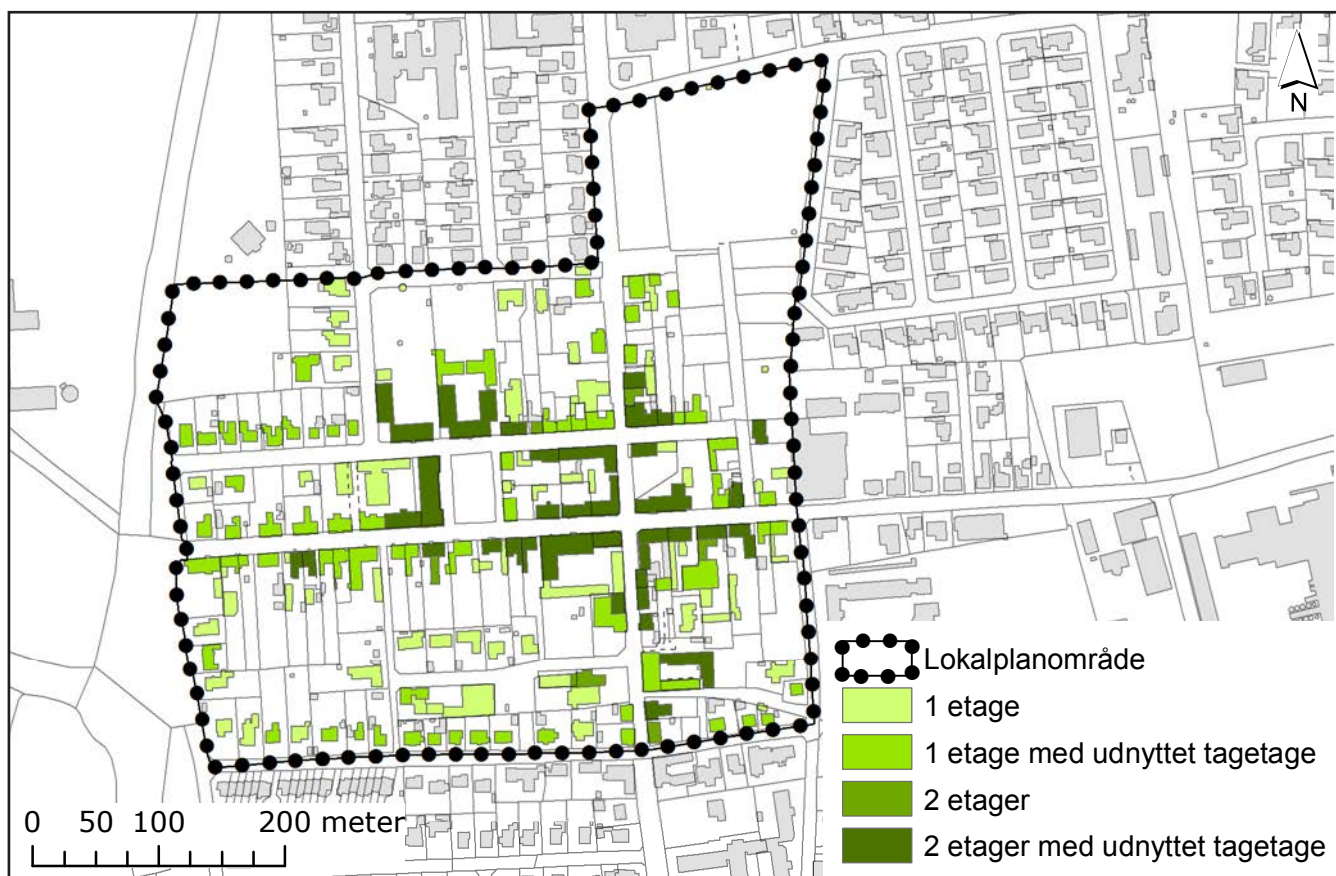 N
Lokalplanområde
1 etage
1 etage med udnyttet tagetage
2 etager
2 etager med udnyttet tagetage
0 50 100 200 meter